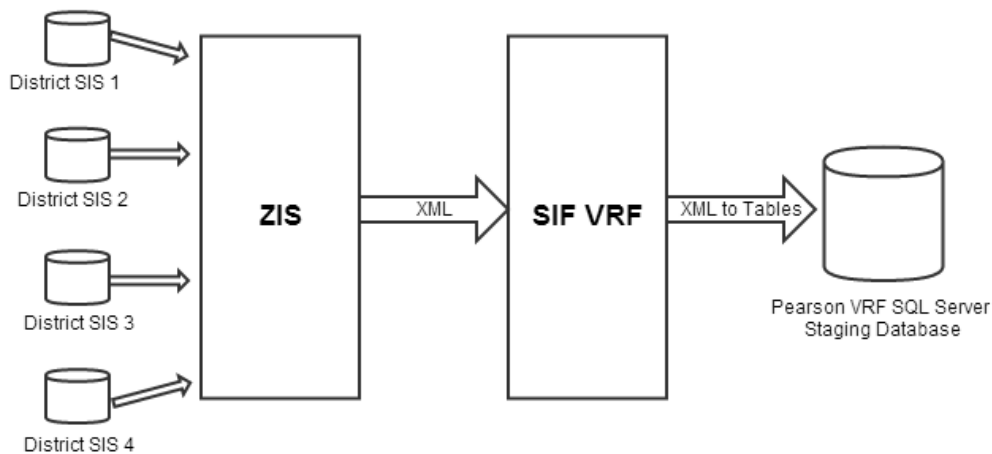 District SIS 1
District SIS 2
District SIS 3
District SIS 4
ZIS
XML
SIF VRF
XML to Tables
Pearson VRF SQL Server
Staging Database